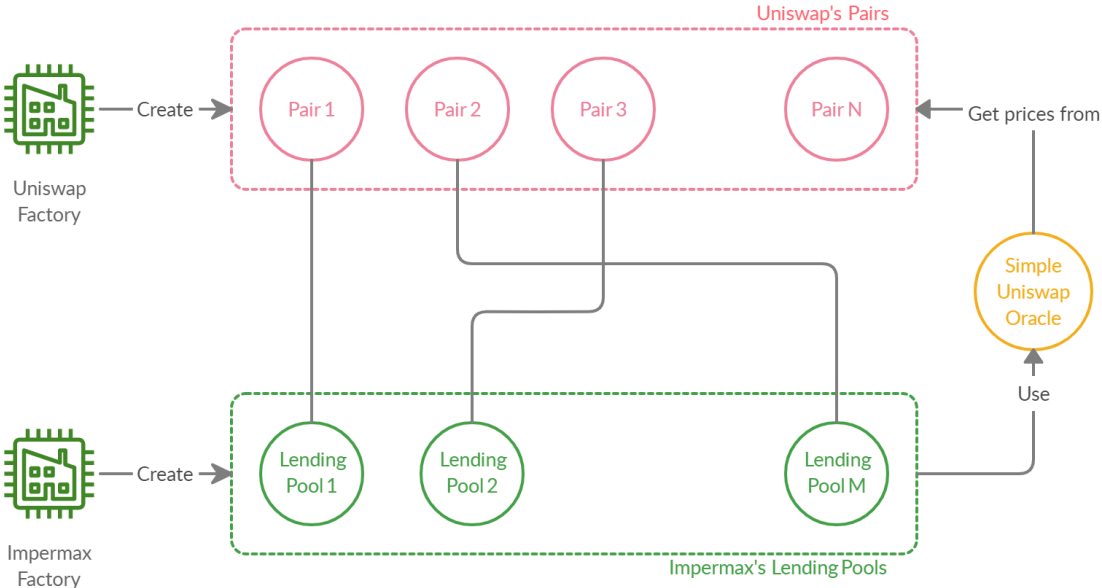 Uniswap's Pairs
Create
Pair 1
Pair 2
Pair 3
Pair N
Get prices from
Uniswap
Factory
Simple
Uniswap
Oracle
Use
Create
Lending
Pool 1
Lending
Pool 2
Lending
Pool M
Impermax
Factory
Impermax's Lending Pools